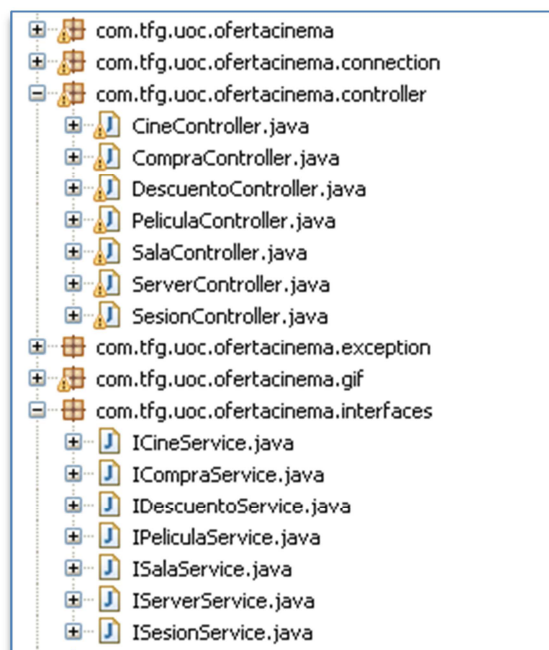 com.tfg.uoc.ofertacinema
com.tfg.uoc.ofertacinema.connection
com.tfg.uoc.ofertacinema.controller
CineController.java
CompraController.java
DescuentoController.java
PeliculaController.java
SalaController.java
ServerController.java
SesionController.java
com.tfg.uoc.ofertacinema.exception
com.tfg.uoc.ofertacinema.gif
com.tfg.uoc.ofertacinema.interfaces
ICineService.java
ICompraService.java
IDescuentoService.java
IPeliculaService.java
ISalaService.java
IServerService.java
ISesionService.java